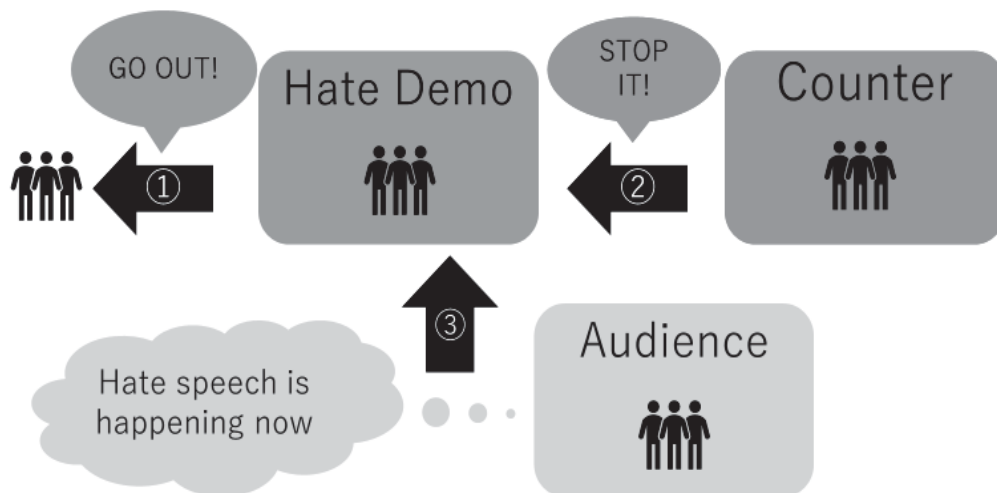 GO OUT!
Hate Demo
STOP
IT!
Counter
①
②
③
Audience
Hate speech is
happening now